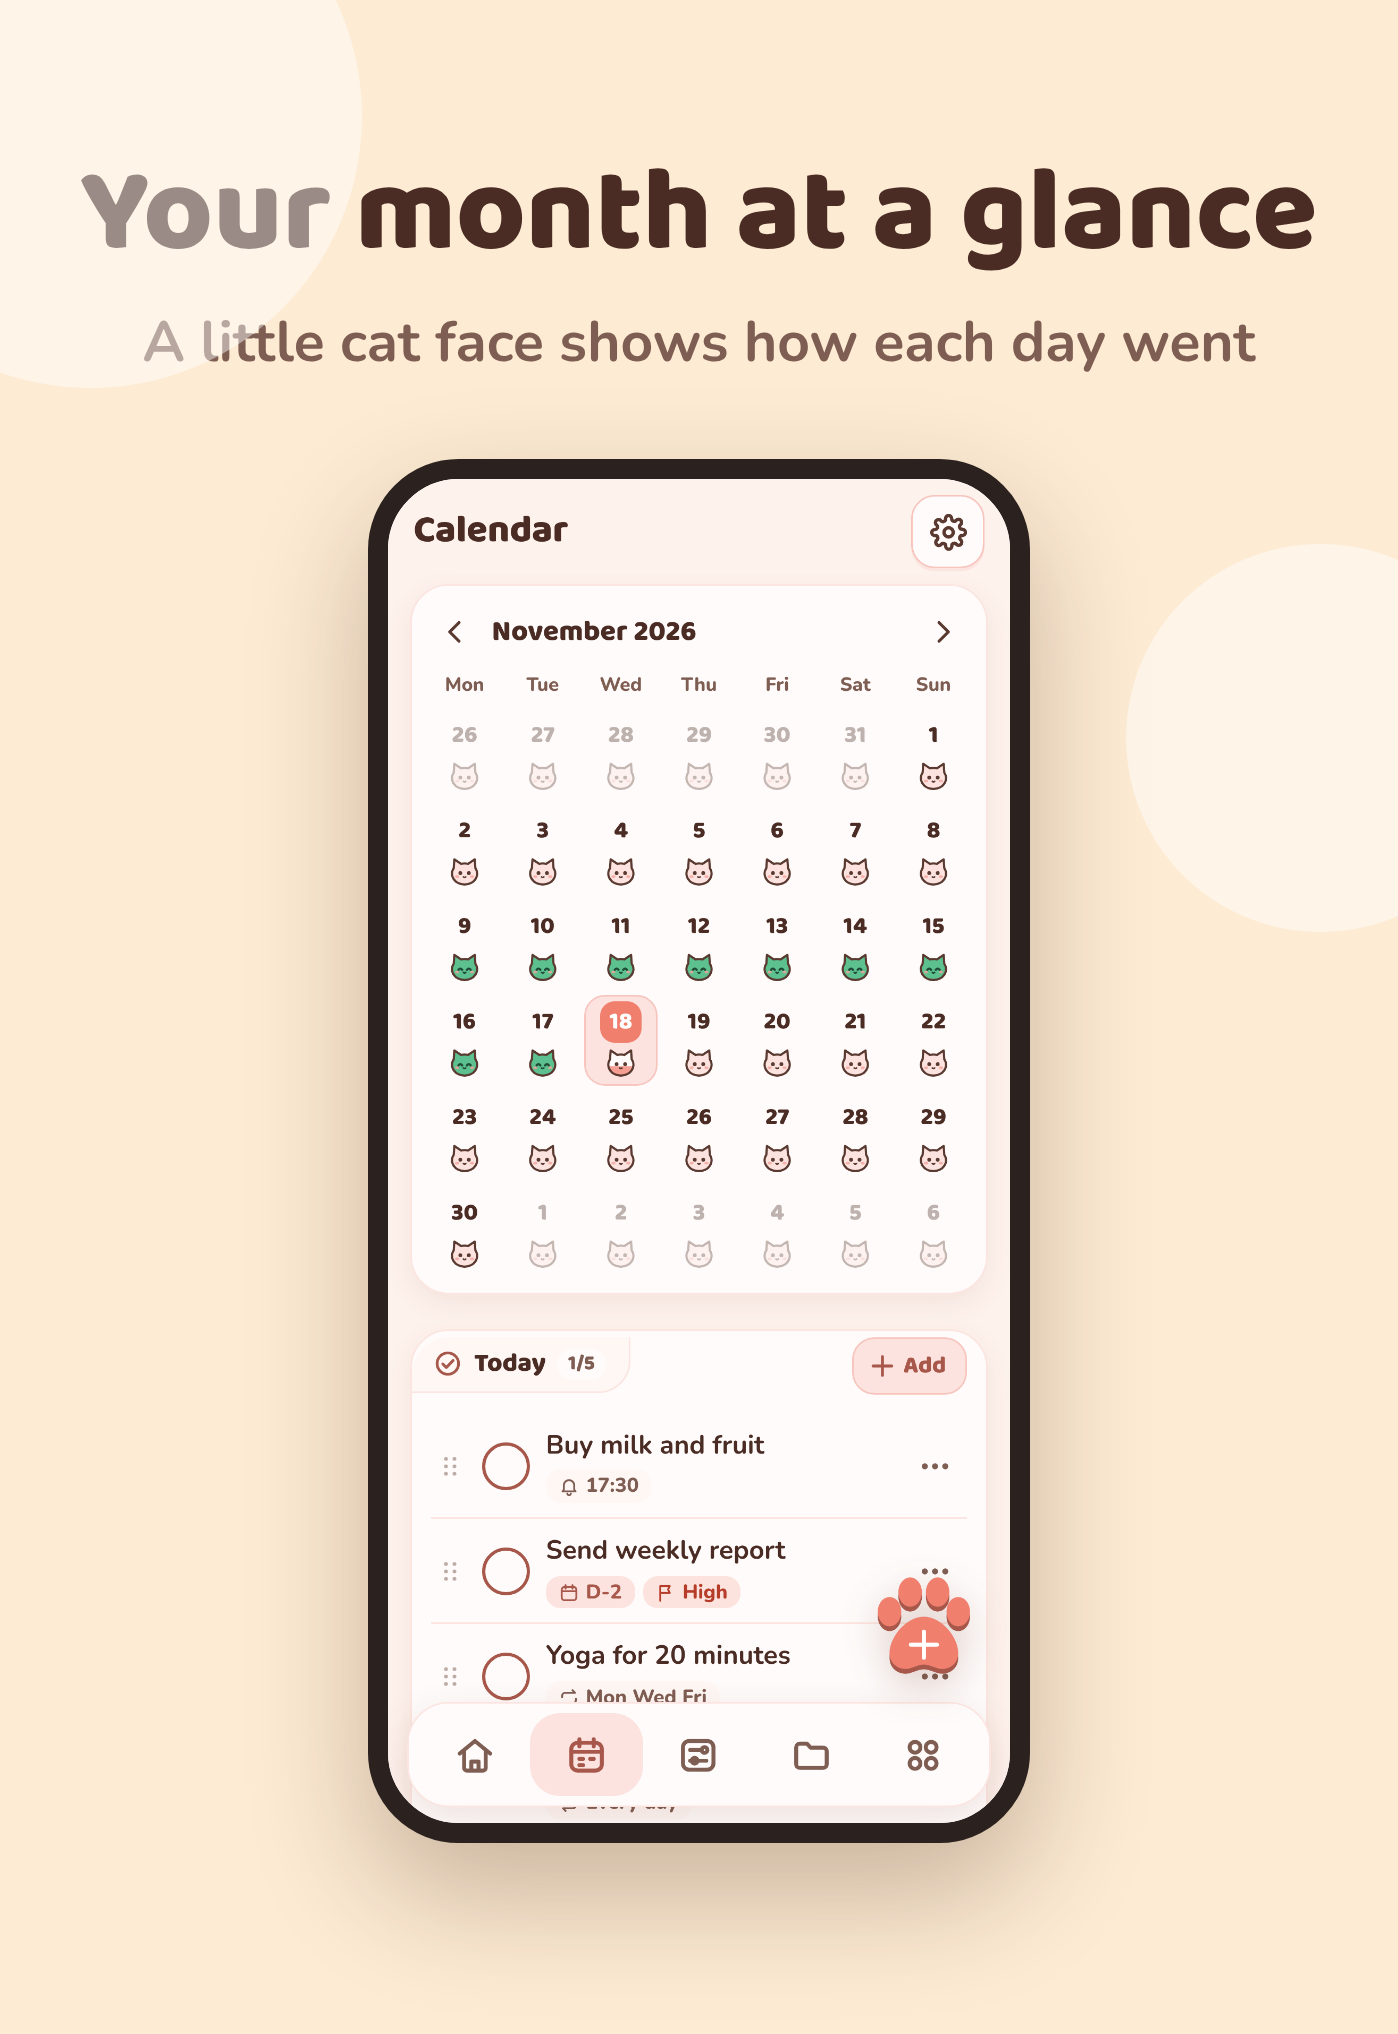 Your month at a glance
A little cat face shows how each day went
Calendar
November 2026
Mon Tue Wed Thu Fri Sat Sun
26 27 28 29 30 31 1
2 3 4 5 6 7 8
9 10 11 12 13 14 15
16 17 18 19 20 21 22
23 24 25 26 27 28 29
30 1 2 3 4 5 6
Today 1/5 + Add
Buy milk and fruit
17:30
Send weekly report
D-2 High
Yoga for 20 minutes
Mon Wed Fri
Every day